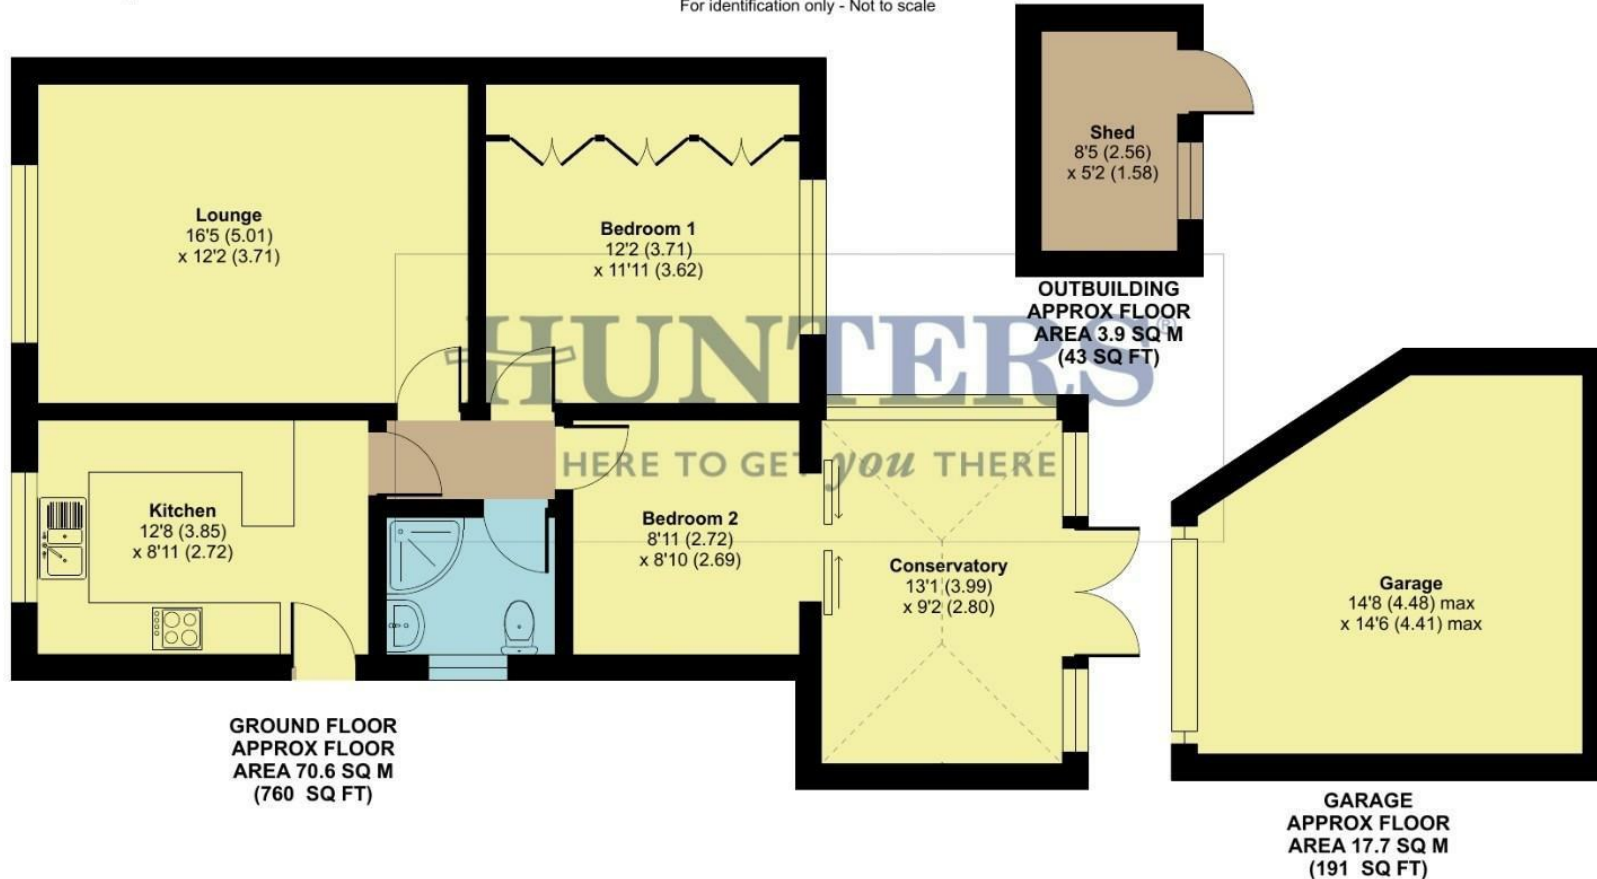 For identification only - Not to scale
Lounge
16'5 (5.01)
x 12'2 (3.71)
Bedroom 1
12'2 (3.71)
x 11'11 (3.62)
Shed
8'5 (2.56)
x 5'2 (1.58)
OUTBUILDING
APPROX FLOOR
AREA 3.9 SQ M
(43 SQ FT)
HUNTERS®
HERE TO GET you THERE
Kitchen
12'8 (3.85)
x 8'11 (2.72)
Bedroom 2
8'11 (2.72)
x 8'10 (2.69)
Conservatory
13'1 (3.99)
x 9'2 (2.80)
Garage
14'8 (4.48) max
x 14'6 (4.41) max
GROUND FLOOR
APPROX FLOOR
AREA 70.6 SQ M
(760 SQ FT)
GARAGE
APPROX FLOOR
AREA 17.7 SQ M
(191 SQ FT)